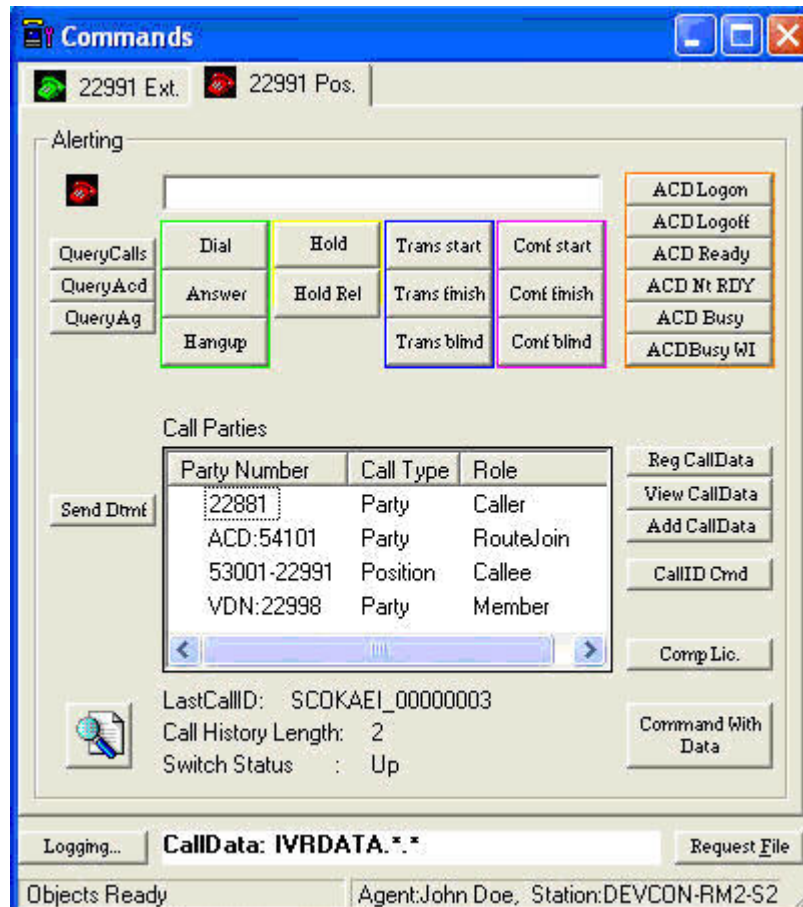 Commands
22991 Ext. 22991 Pos.
Alerting
ACD Logon
ACD Logoff
QueryCalls Dial Hold Trans start Conf start ACD Ready
QueryAcd Answer Hold Rel Trans finish Conf finish ACD Nt RDY
QueryAg ACD Busy
Hangup Trans blind Conf blind ACDBusy WI
Call Parties
Party Number Call Type Role Reg CallData
22881 Party Caller View CallData
Send Dtmf
ACD:54101 Party RouteJoin Add CallData
53001-22991 Position Callee CallID Cmd
VDN:22998 Party Member
Comp Lic.
LastCallID: SCOKAEI_00000003
Call History Length: 2 Command With
Data
Switch Status : Up
Logging... CallData: IVRDATA.*.* Request File
Objects Ready Agent:John Doe, Station:DEVCON-RM2-S2